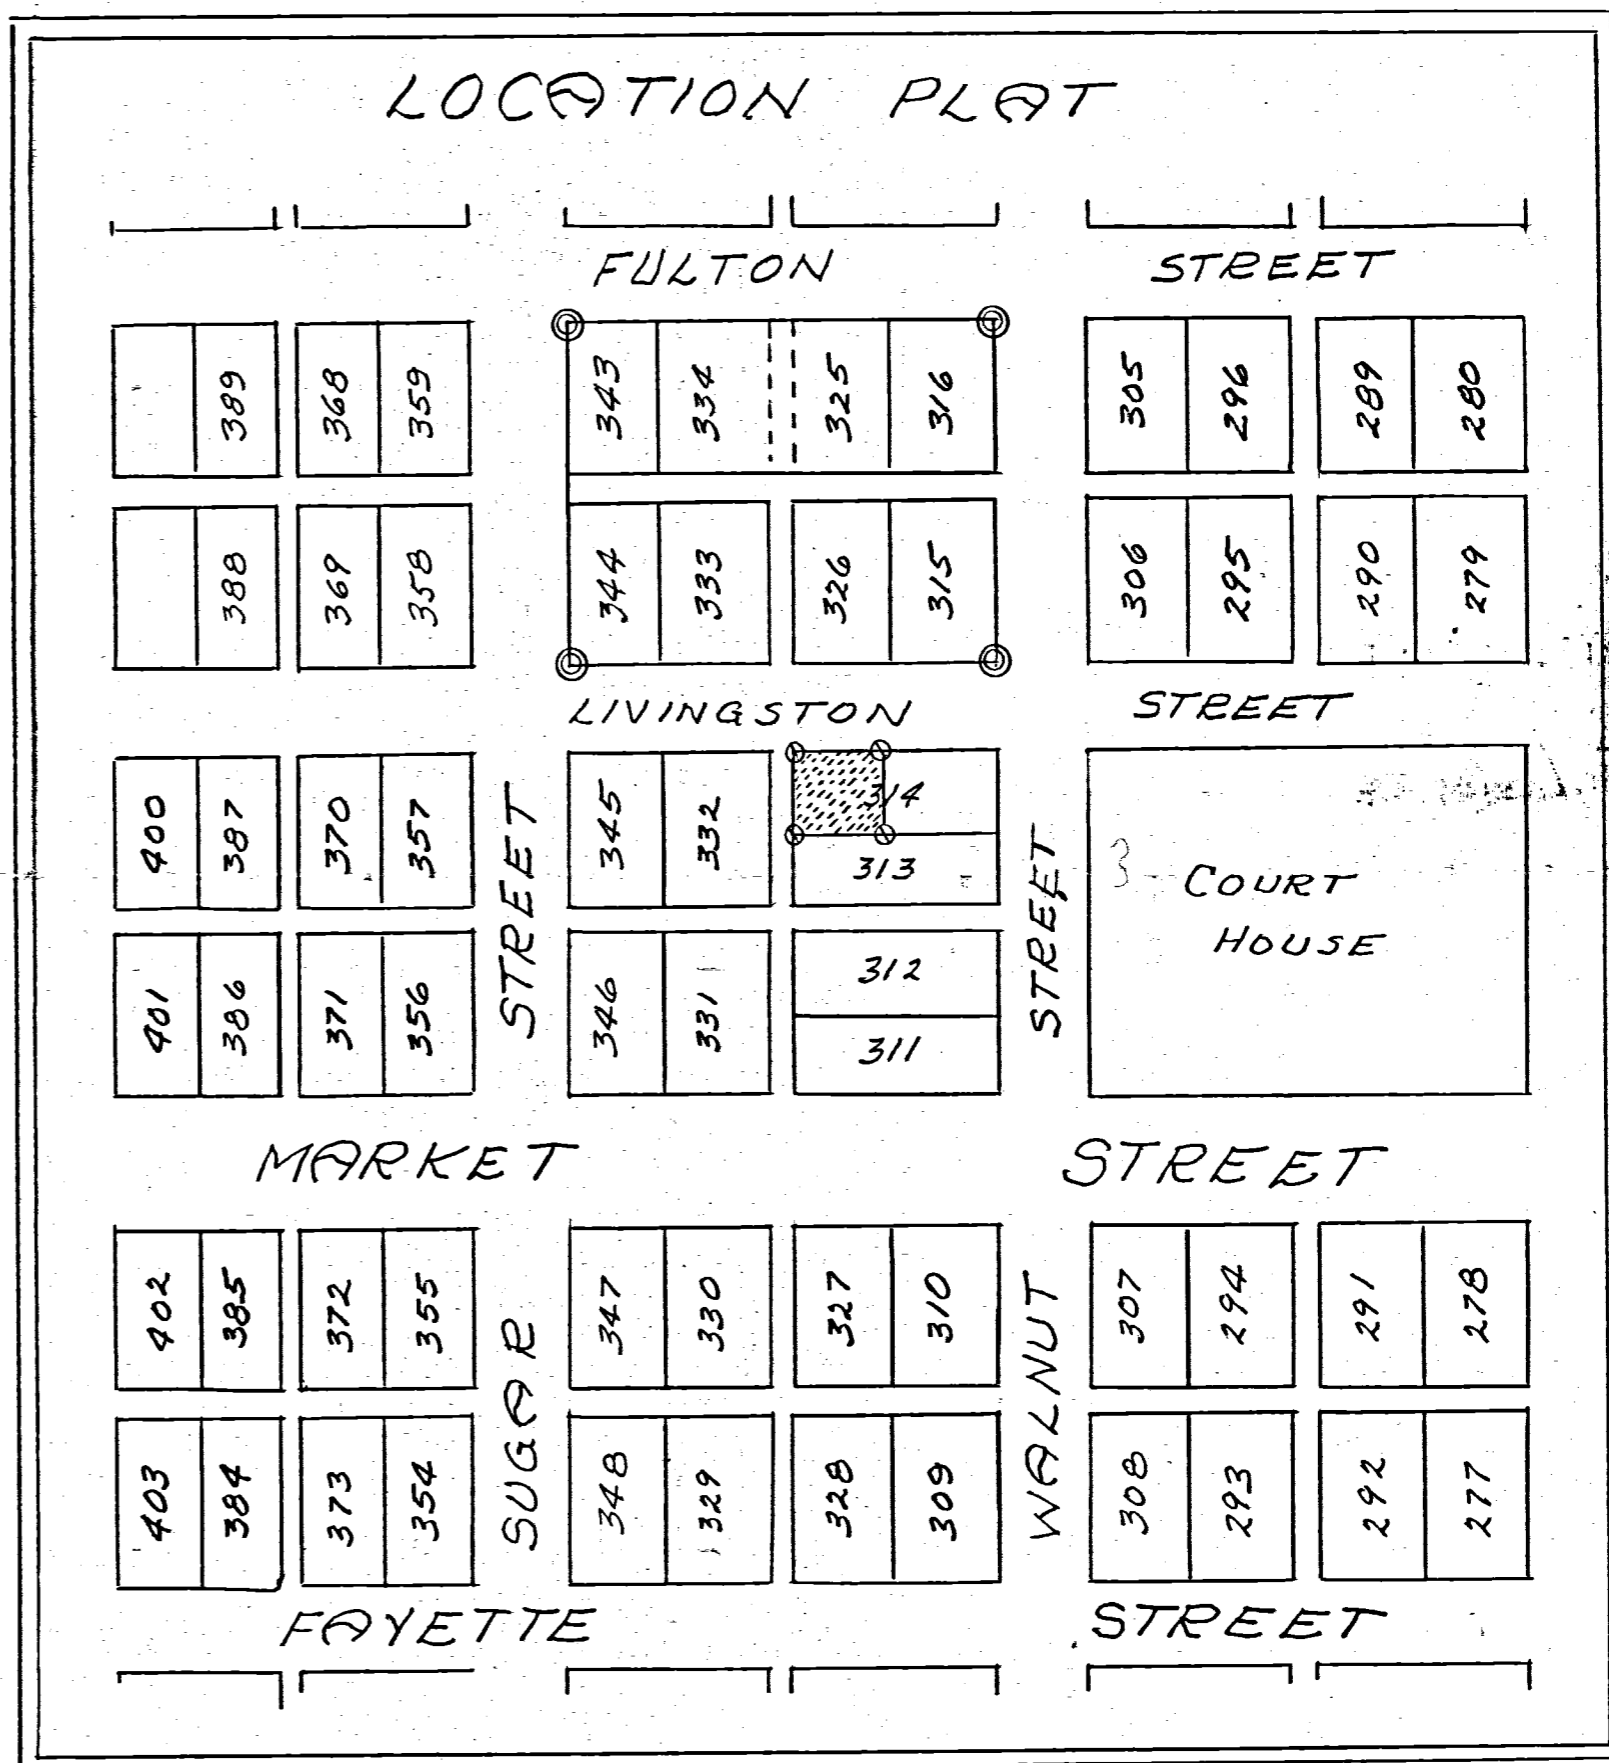 LOCATION PLAT
FULTON STREET
389 368 359 343 334 325 316 305 296 289 280
388 369 358 344 333 326 315 306 295 290 279
LIVINGSTON STREET
400 387 370 357 345 332 314
313
COURT
HOUSE
401 386 371 356 346 331 312
311
STREET
STREET
MARKET STREET
402 385 372 355 347 330 327 310 307 294 291 278
403 384 373 354 348 329 328 309 308 293 292 277
SUGAR
WALNUT
FAYETTE STREET